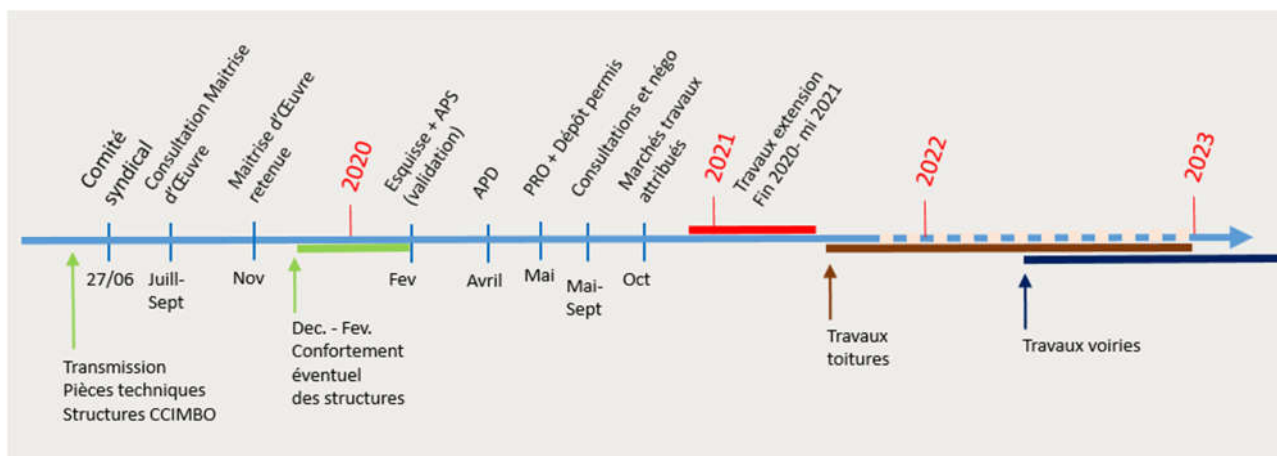 Comité
syndical
Consultation Maitrise
d'Œuvre
Maitrise d'Œuvre
retenue
2020
Esquisse + APS
(validation)
APD
PRO + Dépôt permis
Consultations et négo
Marchés travaux
attribués
2021
Travaux extension
Fin 2020- mi 2021
2022
2023
27/06
Juill-
Sept
Nov
Fev
Avril
Mai
Mai-
Sept
Oct
Transmission
Pièces techniques
Structures CCIMBO
Dec. - Fev.
Confortement
éventuel
des structures
Travaux
toitures
Travaux voiries